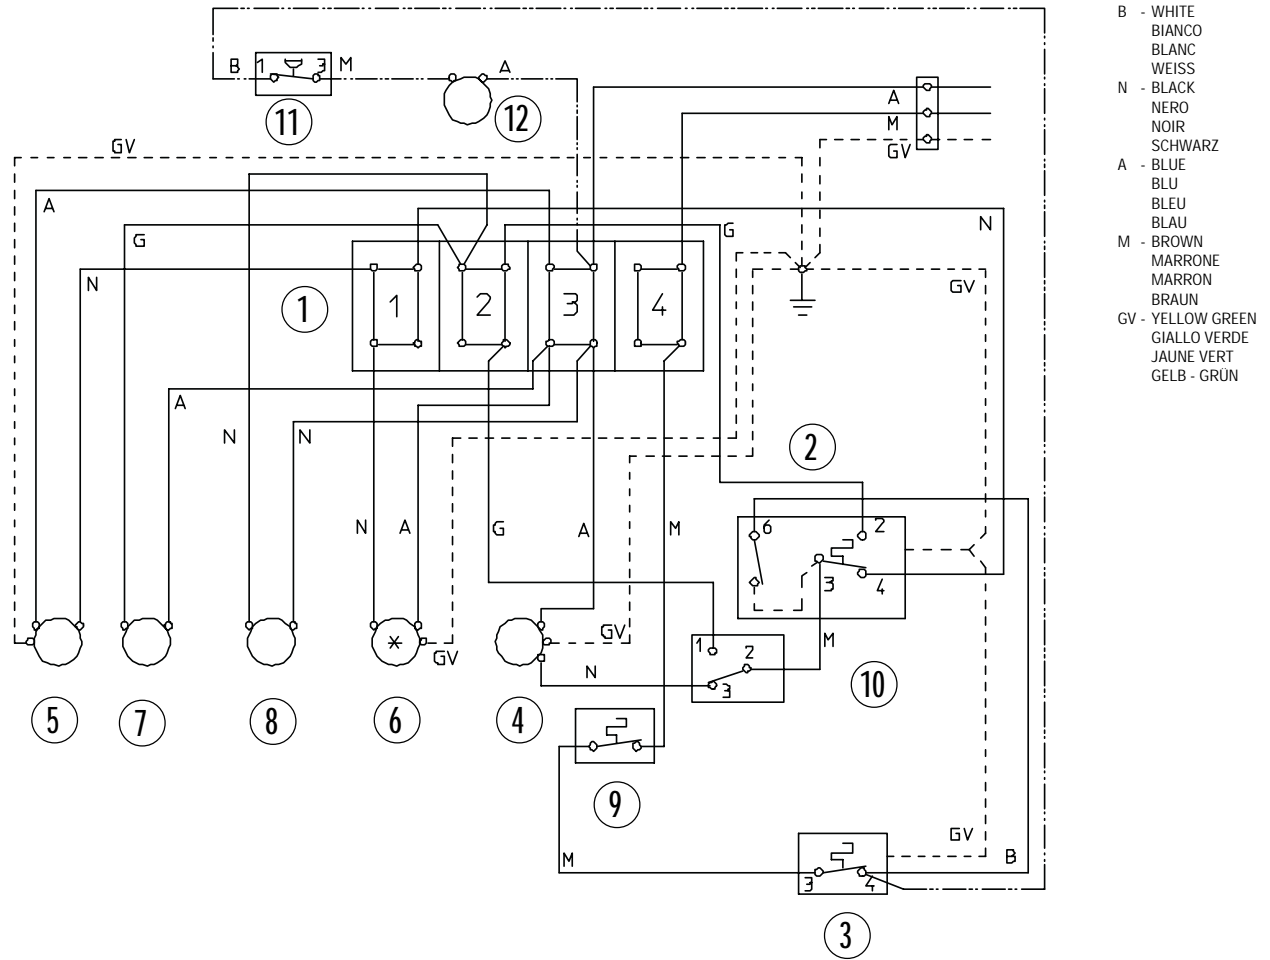 B - WHITE
BIANCO
BLANC
WEISS
N - BLACK
NERO
NOIR
SCHWARZ
A - BLUE
BLU
BLEU
BLAU
M - BROWN
MARRONE
MARRON
BRAUN
GV - YELLOW GREEN
GIALLO VERDE
JAUNE VERT
GELB - GRÜN
B 1 3 M
A
11
12
A
M
GV
GV
A
G
G
N
N
GV
1
1 2 3 4
A
N
N
2
N
A
G
A
M
6
2
3
4
M
GV
GV
1
2
3
N
10
5
7
8
6
4
9
M
GV
B
3
4
3